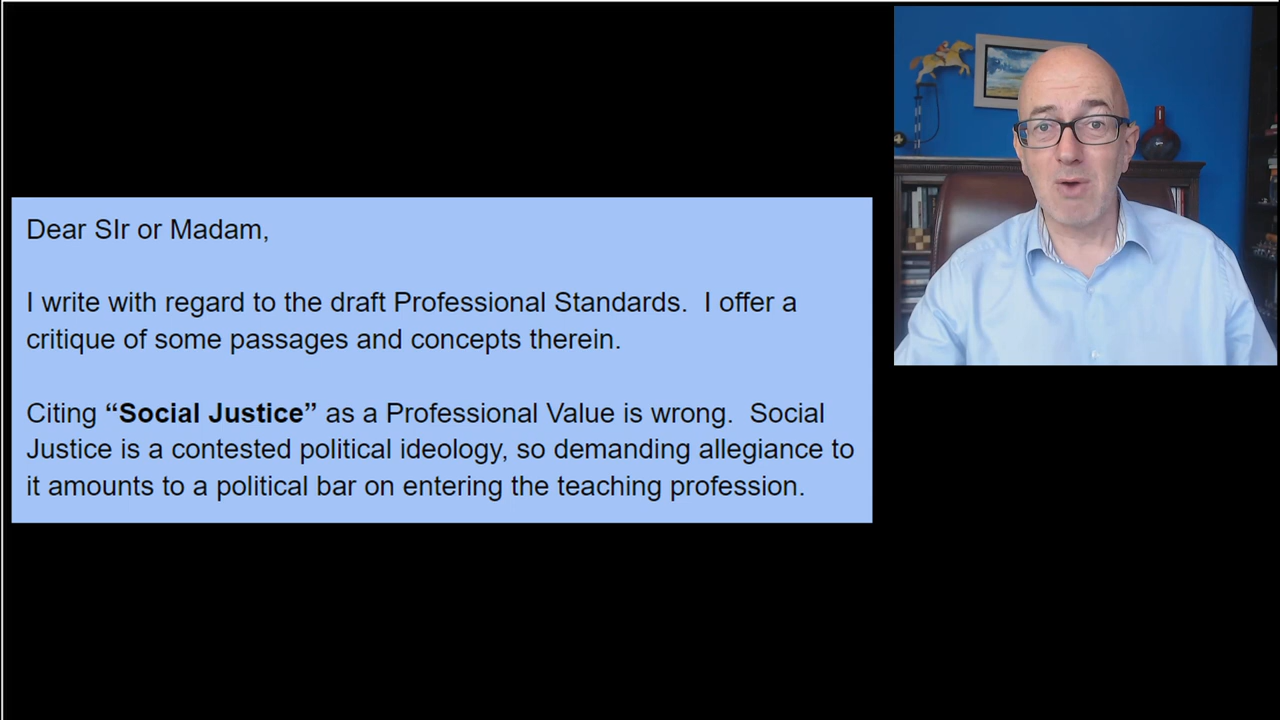 Dear SIr or Madam,
I write with regard to the draft Professional Standards.  I offer a
critique of some passages and concepts therein.
Citing “Social Justice” as a Professional Value is wrong.  Social
Justice is a contested political ideology, so demanding allegiance to
it amounts to a political bar on entering the teaching profession.